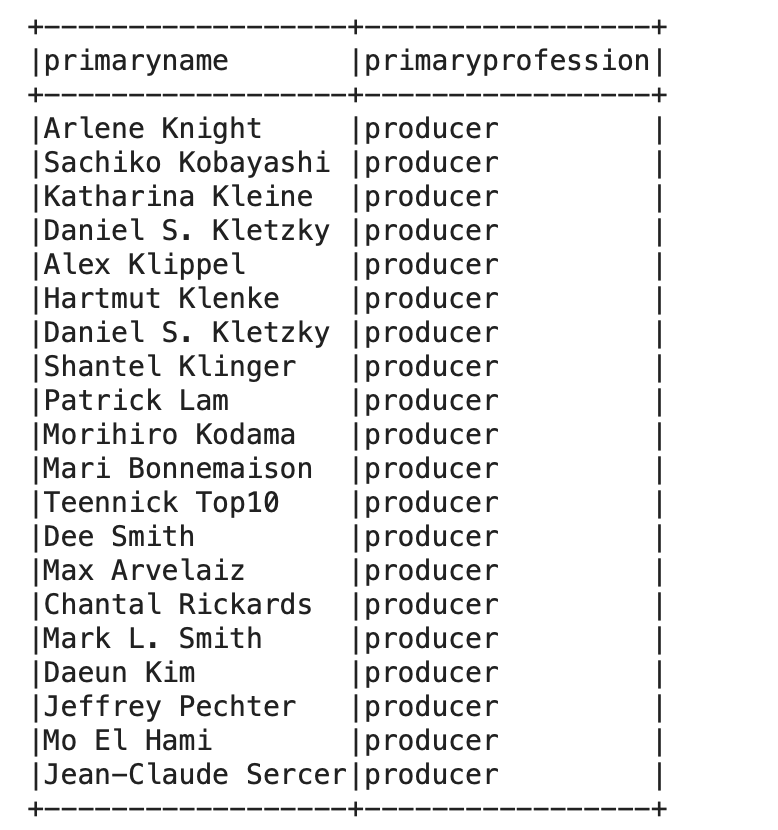 +------------------+-----------------+
|primaryname       |primaryprofession|
+------------------+-----------------+
|Arlene Knight     |producer         |
|Sachiko Kobayashi |producer         |
|Katharina Kleine  |producer         |
|Daniel S. Kletzky |producer         |
|Alex Klippel      |producer         |
|Hartmut Klenke    |producer         |
|Daniel S. Kletzky |producer         |
|Shantel Klinger   |producer         |
|Patrick Lam       |producer         |
|Morihiro Kodama   |producer         |
|Mari Bonnemaison  |producer         |
|Teennick Top10    |producer         |
|Dee Smith         |producer         |
|Max Arvelaiz      |producer         |
|Chantal Rickards  |producer         |
|Mark L. Smith     |producer         |
|Daeun Kim         |producer         |
|Jeffrey Pechter   |producer         |
|Mo El Hami        |producer         |
|Jean-Claude Sercer|producer         |
+------------------+-----------------+